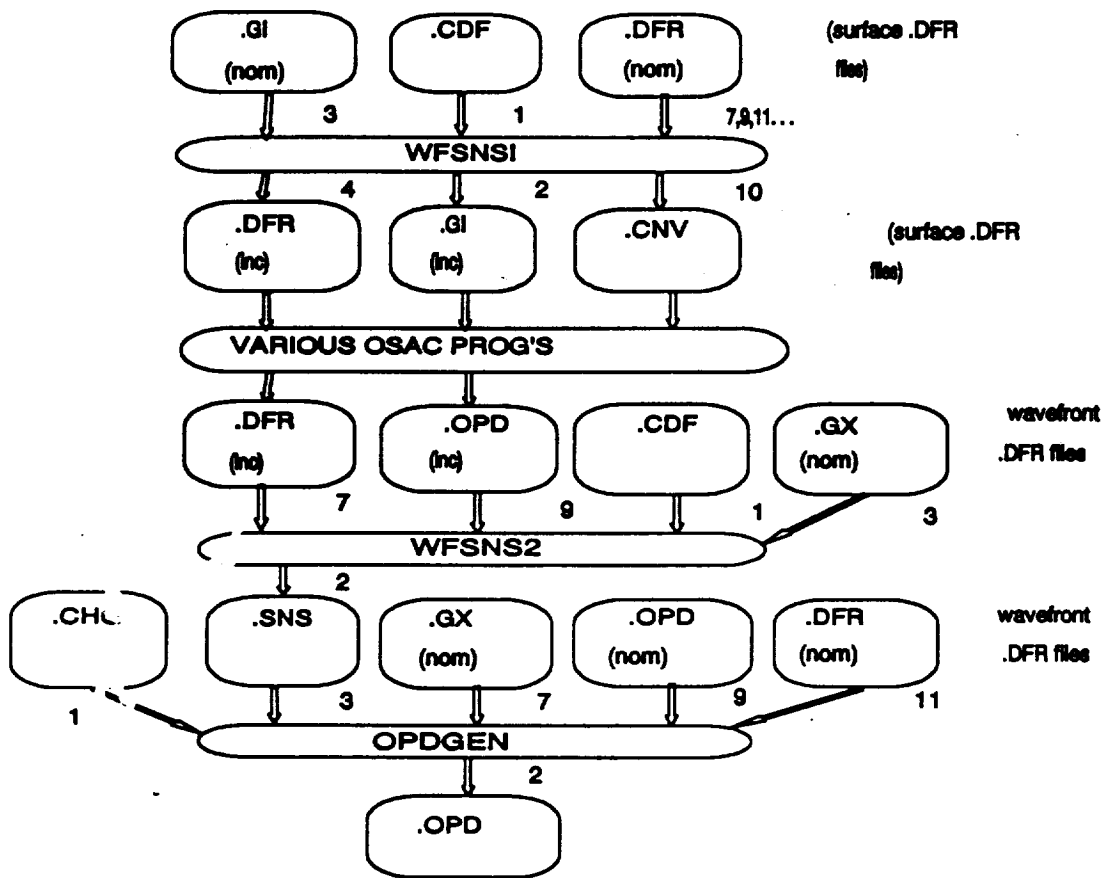 .GI .CDF .DFR (surface .DFR
(nom) (nom) files)
3 1 7,9,11...
WFSNS1
4 2 10
.DFR .GI .CNV (surface .DFR
(inc) (inc) files)
VARIOUS OSAC PROG'S
.DFR .OPD .CDF .GX wavefront
(inc) (inc) (nom) .DFR files
7 9 1 3
WFSNS2
2
.SNS .GX .OPD .DFR wavefront
(nom) (nom) (nom) .DFR files
1 3 7 9 11
OPDGEN
2
.OPD